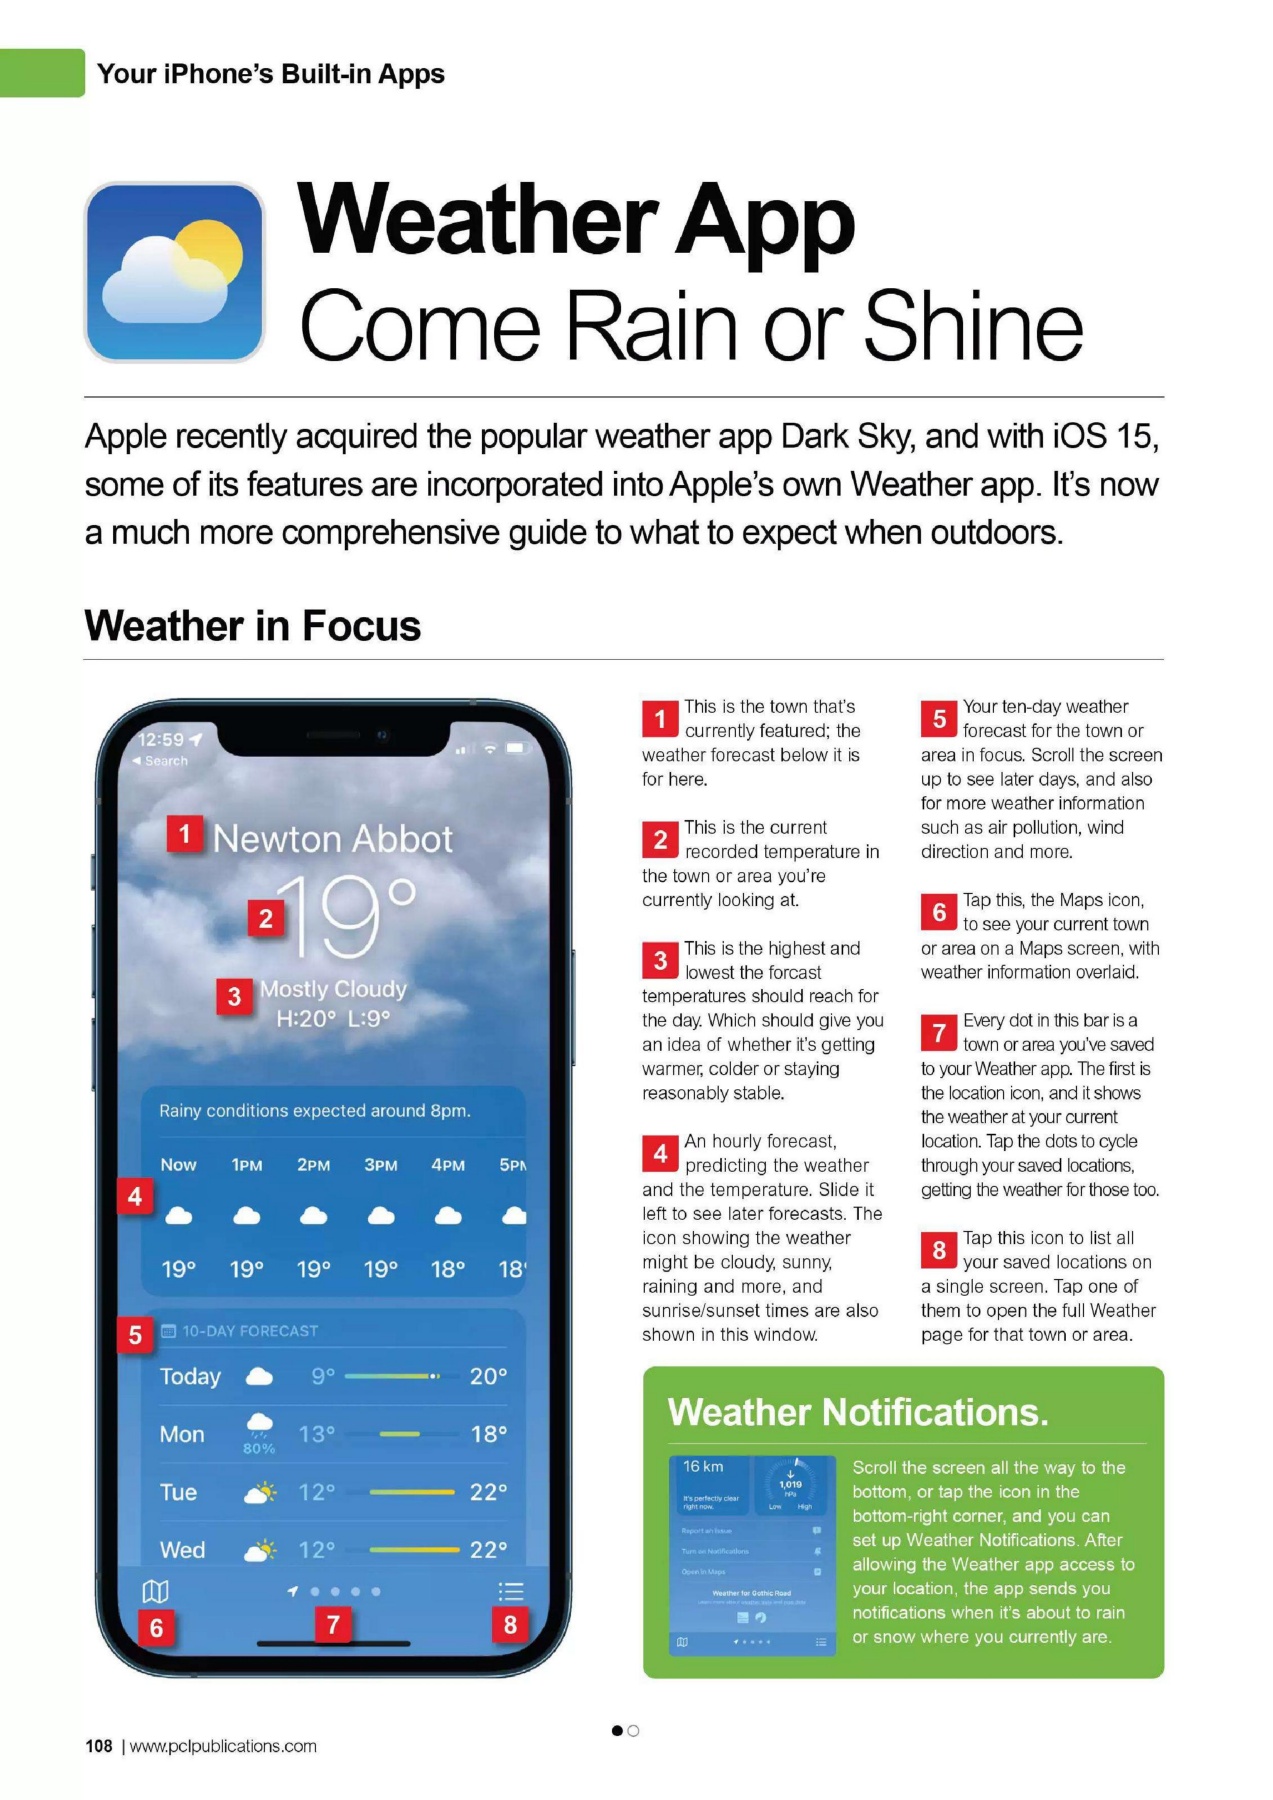 Your iPhone's Built-in Apps
Weather App
Come Rain or Shine
Apple recently acquired the popular weather app Dark Sky, and with iOS 15,
some of its features are incorporated into Apple's own Weather app. It's now
a much more comprehensive guide to what to expect when outdoors.
Weather in Focus
12:59
◀ Search
1 Newton Abbot
2 19°
3 Mostly Cloudy
H:20° L:9°
Rainy conditions expected around 8pm.
Now 1PM 2PM 3PM 4PM 5PM
4
19° 19° 19° 19° 18° 18°
5 10-DAY FORECAST
Today 9° 20°
Mon 80% 13° 18°
Tue 12° 22°
Wed 12° 22°
6 7 8
1 This is the town that's
currently featured; the
weather forecast below it is
for here.
2 This is the current
recorded temperature in
the town or area you're
currently looking at.
3 This is the highest and
lowest the forcast
temperatures should reach for
the day. Which should give you
an idea of whether it's getting
warmer, colder or staying
reasonably stable.
4 An hourly forecast,
predicting the weather
and the temperature. Slide it
left to see later forecasts. The
icon showing the weather
might be cloudy, sunny,
raining and more, and
sunrise/sunset times are also
shown in this window.
5 Your ten-day weather
forecast for the town or
area in focus. Scroll the screen
up to see later days, and also
for more weather information
such as air pollution, wind
direction and more.
6 Tap this, the Maps icon,
to see your current town
or area on a Maps screen, with
weather information overlaid.
7 Every dot in this bar is a
town or area you've saved
to your Weather app. The first is
the location icon, and it shows
the weather at your current
location. Tap the dots to cycle
through your saved locations,
getting the weather for those too.
8 Tap this icon to list all
your saved locations on
a single screen. Tap one of
them to open the full Weather
page for that town or area.
Weather Notifications.
16 km
It's perfectly clear
right now.
1,019
hPa
Low High
Report an Issue
Turn on Notifications
Open in Maps
Weather for Gothic Road
Scroll the screen all the way to the
bottom, or tap the icon in the
bottom-right corner, and you can
set up Weather Notifications. After
allowing the Weather app access to
your location, the app sends you
notifications when it's about to rain
or snow where you currently are.
108 | www.pclpublications.com